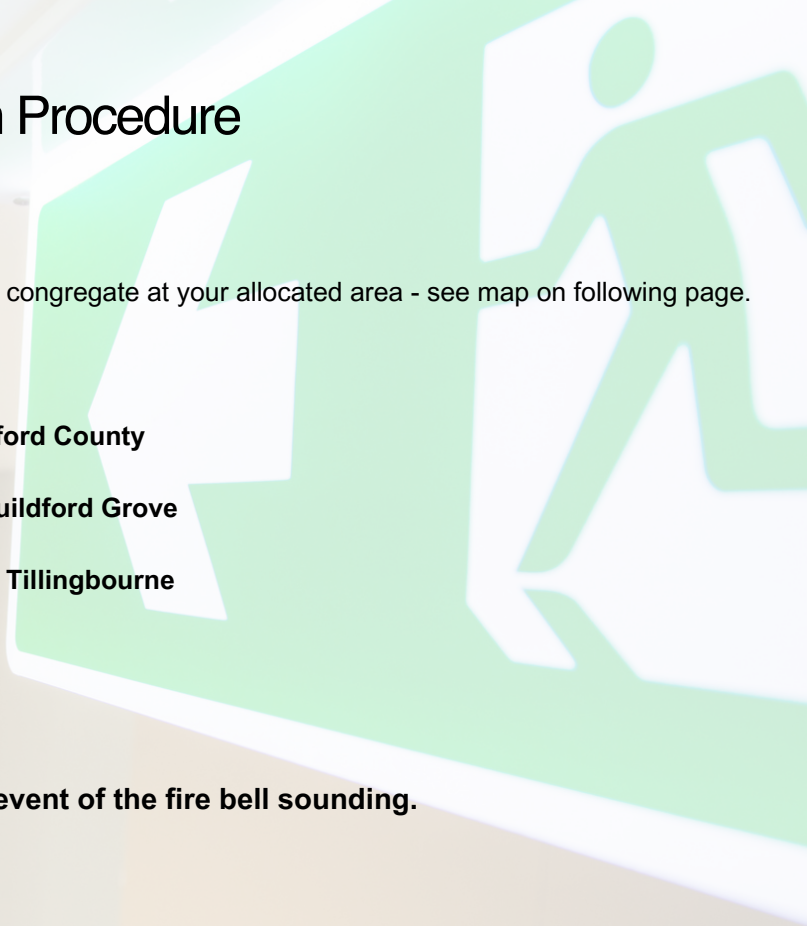 n Procedure
congregate at your allocated area - see map on following page.
ford County
uildford Grove
Tillingbourne
event of the fire bell sounding.